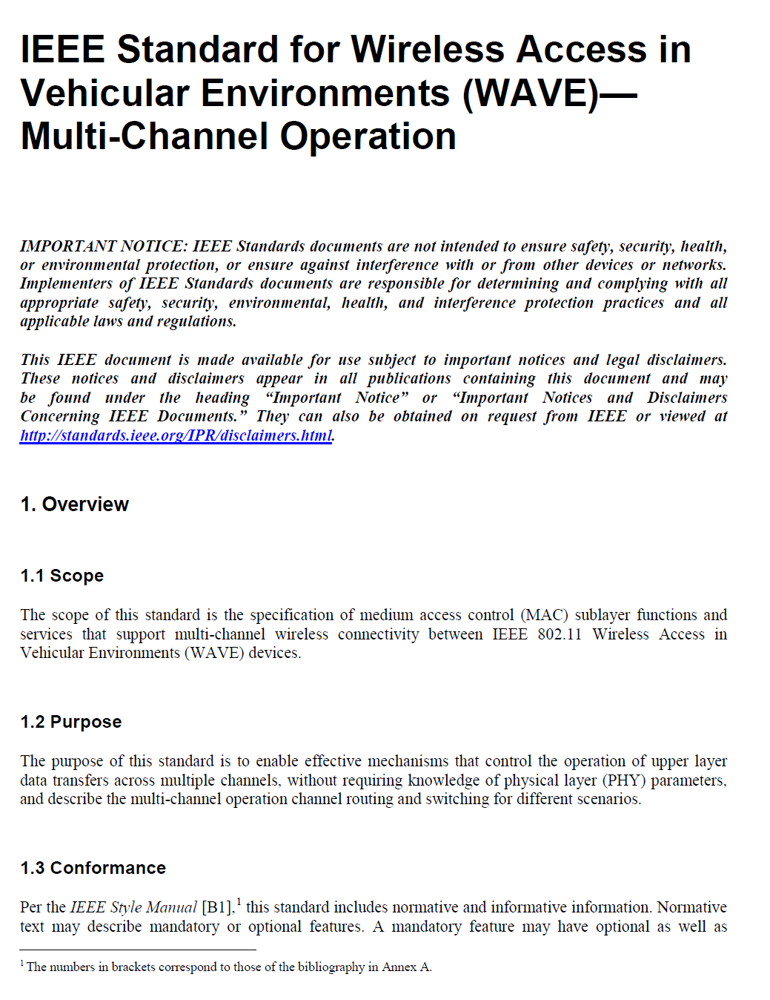 IEEE Standard for Wireless Access in
Vehicular Environments (WAVE)—
Multi-Channel Operation
IMPORTANT NOTICE: IEEE Standards documents are not intended to ensure safety, security, health,
or environmental protection, or ensure against interference with or from other devices or networks.
Implementers of IEEE Standards documents are responsible for determining and complying with all
appropriate safety, security, environmental, health, and interference protection practices and all
applicable laws and regulations.
This IEEE document is made available for use subject to important notices and legal disclaimers.
These notices and disclaimers appear in all publications containing this document and may
be found under the heading “Important Notice” or “Important Notices and Disclaimers
Concerning IEEE Documents.” They can also be obtained on request from IEEE or viewed at
http://standards.ieee.org/IPR/disclaimers.html.
1. Overview
1.1 Scope
The scope of this standard is the specification of medium access control (MAC) sublayer functions and
services that support multi-channel wireless connectivity between IEEE 802.11 Wireless Access in
Vehicular Environments (WAVE) devices.
1.2 Purpose
The purpose of this standard is to enable effective mechanisms that control the operation of upper layer
data transfers across multiple channels, without requiring knowledge of physical layer (PHY) parameters,
and describe the multi-channel operation channel routing and switching for different scenarios.
1.3 Conformance
Per the IEEE Style Manual [B1],1 this standard includes normative and informative information. Normative
text may describe mandatory or optional features. A mandatory feature may have optional as well as
1 The numbers in brackets correspond to those of the bibliography in Annex A.